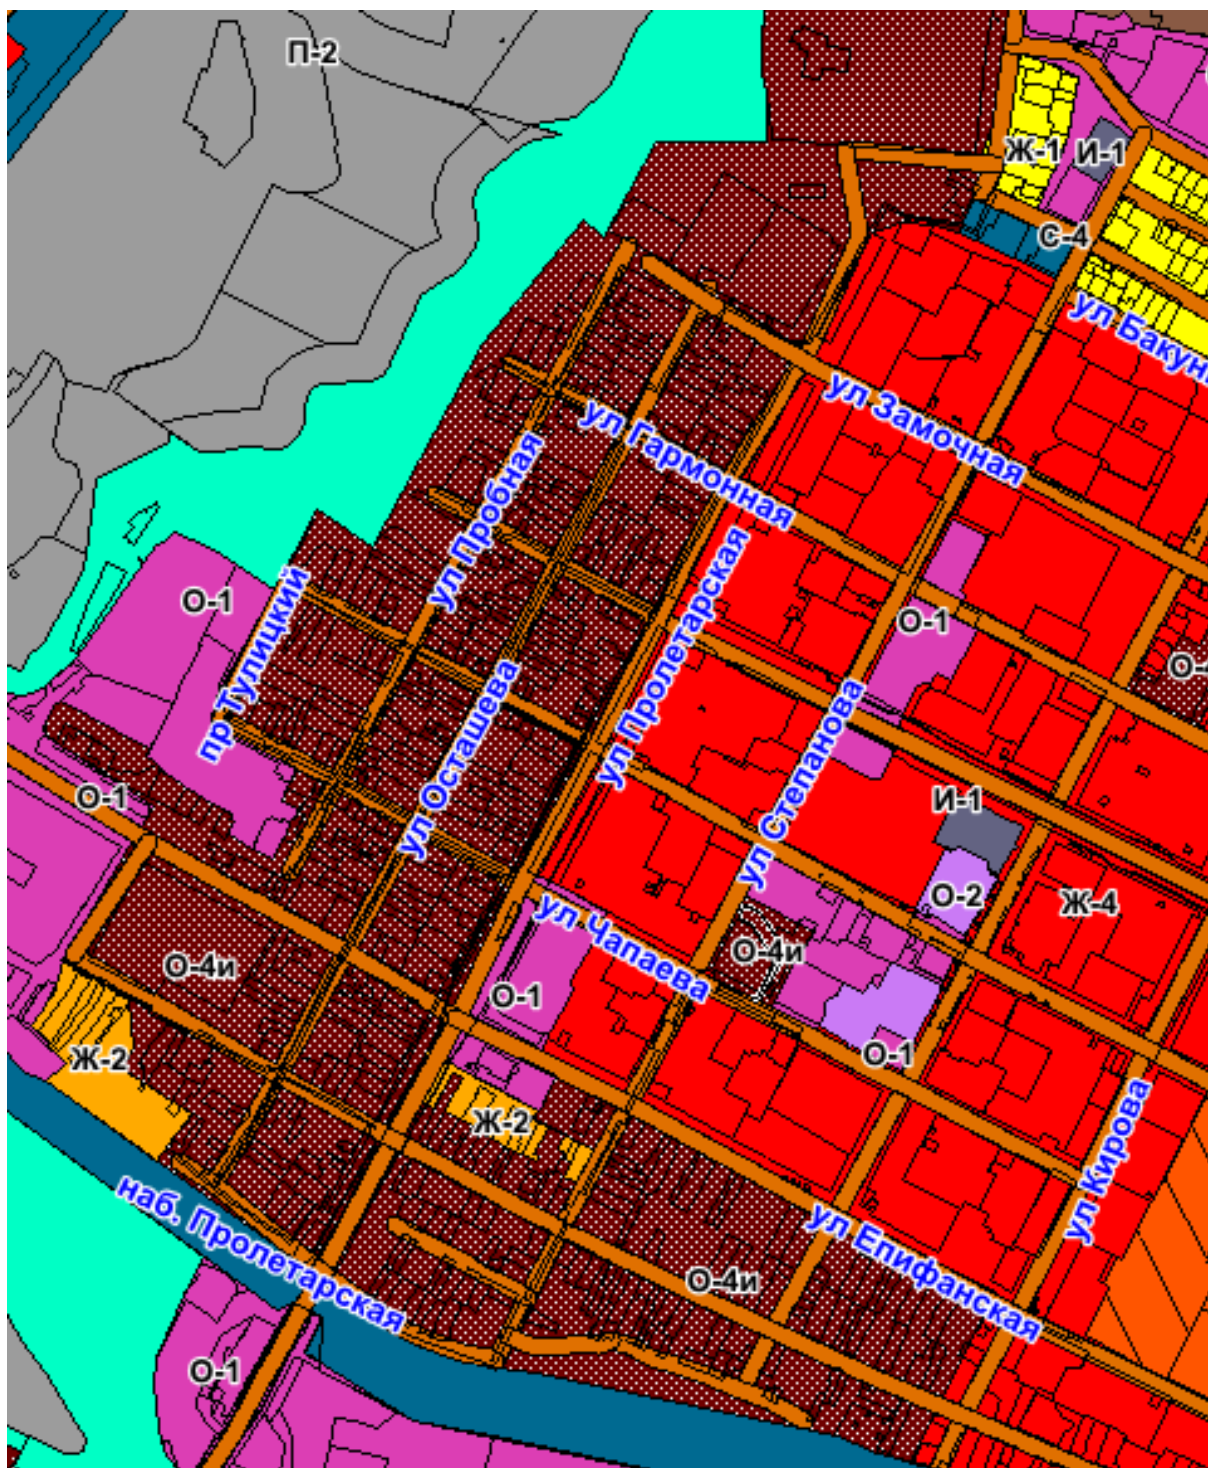 П-2
Ж-1
И-1
С-4
ул Замочная
ул Гармонная
ул Пробная
ул Пролетарская
О-1
О-1
пр Тулицкий
ул Осташева
ул Степанова
О-1
И-1
О-2
Ж-4
ул Чапаева
О-4и
О-4и
О-1
О-1
Ж-2
Ж-2
ул Кирова
наб. Пролетарская
ул Епифанская
О-4и
О-1